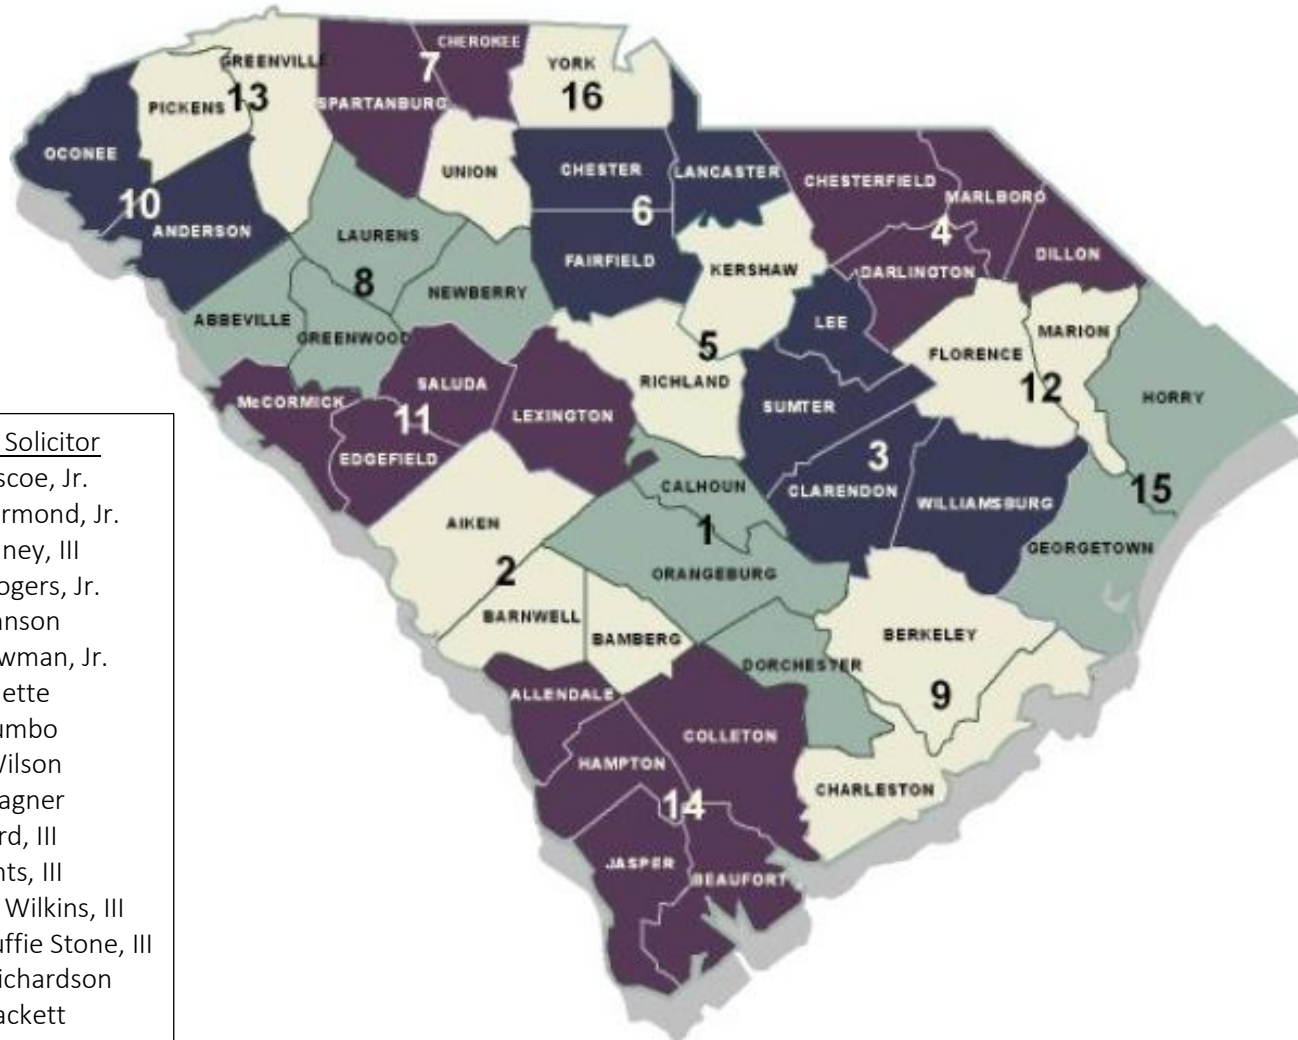 CHEROKEE
GREENVILLE
7
YORK
PICKENS
13
SPARTANBURG
16
OCONEE
UNION
CHESTER
LANCASTER
CHESTERFIELD
MARLBORO
10
6
4
ANDERSON
LAURENS
FAIRFIELD
KERSHAW
DARLINGTON
DILLON
8
NEWBERRY
ABBEVILLE
GREENWOOD
LEE
MARION
5
FLORENCE
RICHLAND
SALUDA
12
McCORMICK
11
LEXINGTON
SUMTER
HORRY
EDGEFIELD
3
CALHOUN
CLARENDON
WILLIAMSBURG
15
AIKEN
1
GEORGETOWN
2
ORANGEBURG
BARNWELL
BAMBERG
BERKELEY
DORCHESTER
ALLENDALE
9
COLLETON
HAMPTON
CHARLESTON
14
JASPER
BEAUFORT
Solicitor
scoe, Jr.
rmond, Jr.
ney, III
ogers, Jr.
nson
wman, Jr.
ette
umbo
Wilson
agner
rd, III
nts, III
Wilkins, III
uffie Stone, III
ichardson
ackett